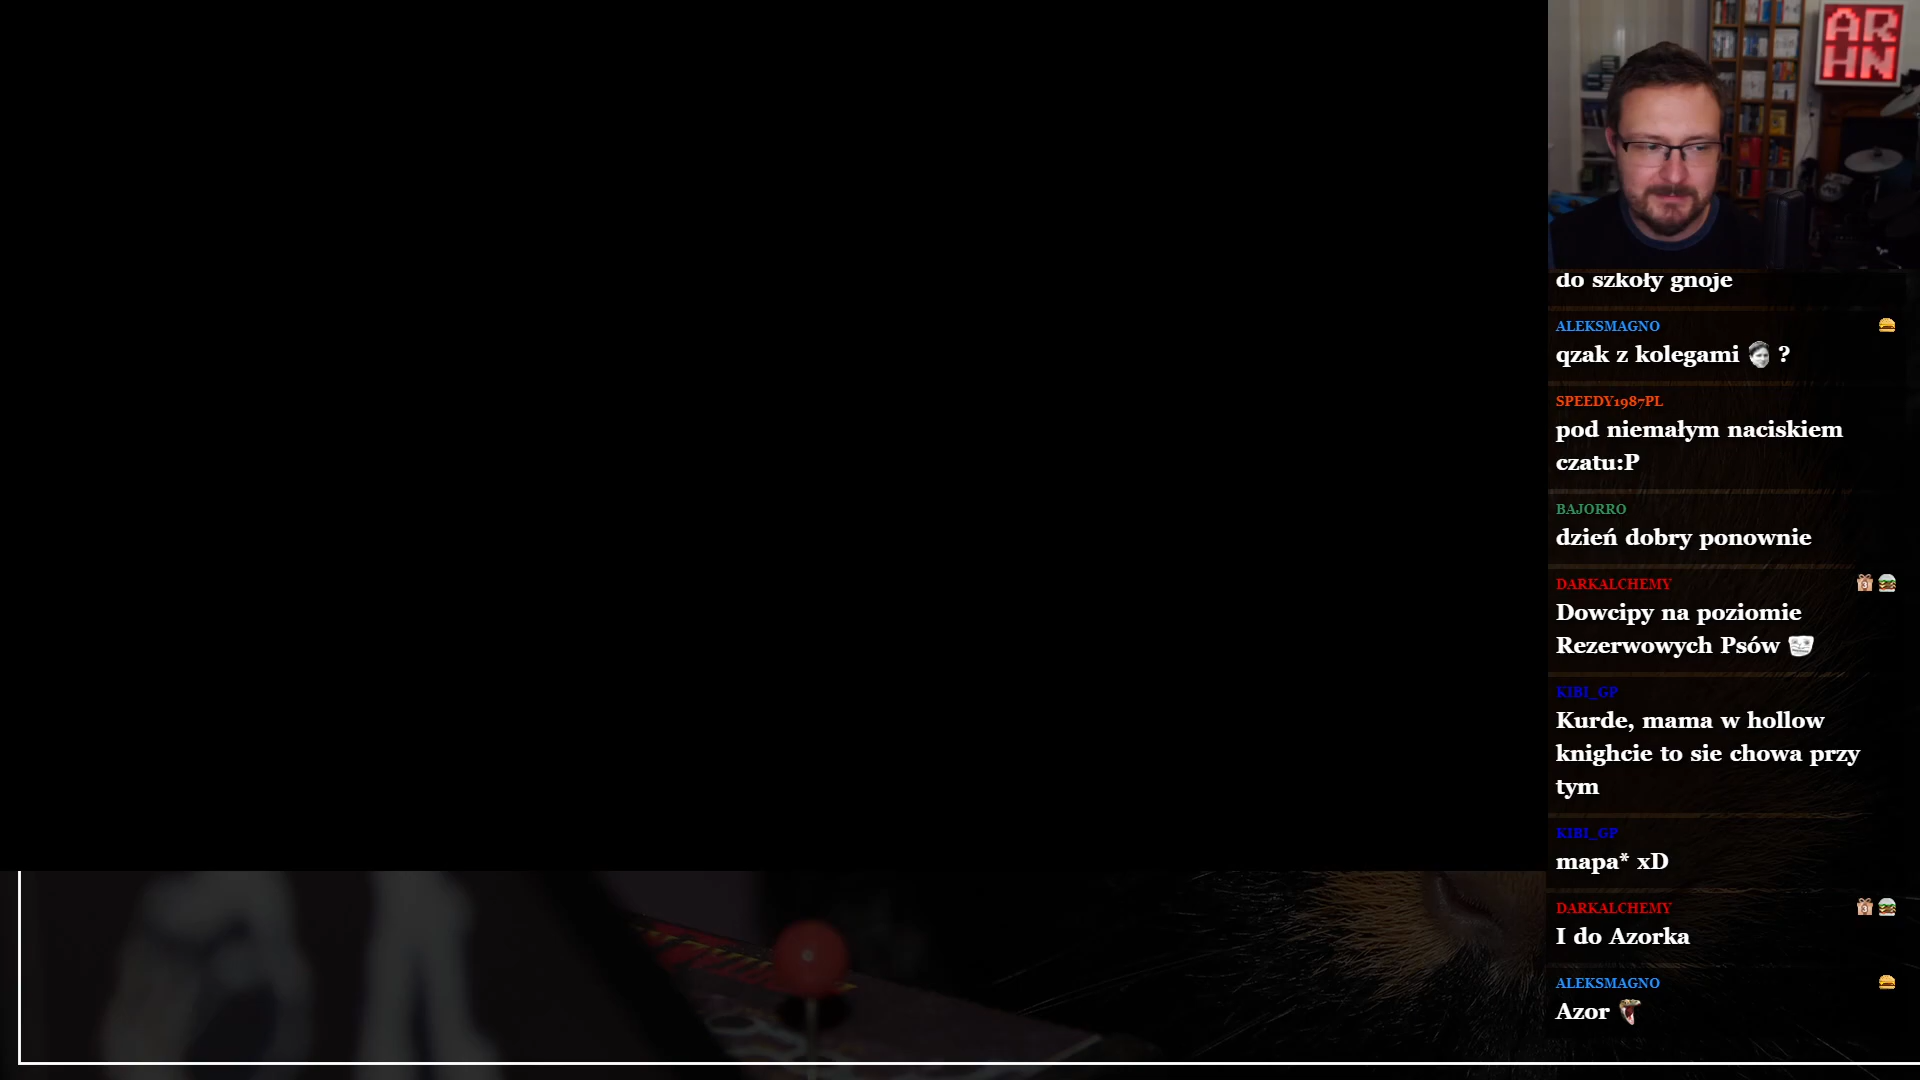 AR
HN
do szkoły gnoje
ALEKSMAGNO
qzak z kolegami ?
SPEEDY1987PL
pod niemałym naciskiem
czatu:P
BAJORRO
dzień dobry ponownie
DARKALCHEMY
Dowcipy na poziomie
Rezerwowych Psów
KIBI_GP
Kurde, mama w hollow
knighcie to sie chowa przy
tym
KIBI_GP
mapa* xD
DARKALCHEMY
I do Azorka
ALEKSMAGNO
Azor